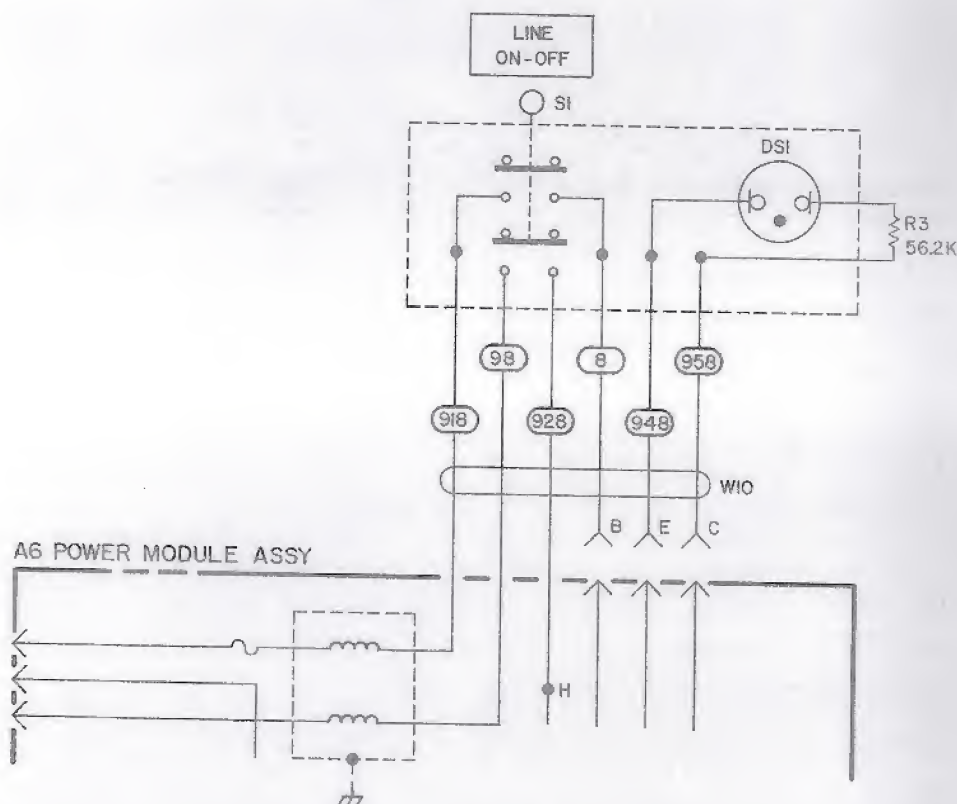 LINE
ON-OFF
S1
DS1
R3
56.2K
98
8
958
918
928
948
W10
B
E
C
A6 POWER MODULE ASSY
H